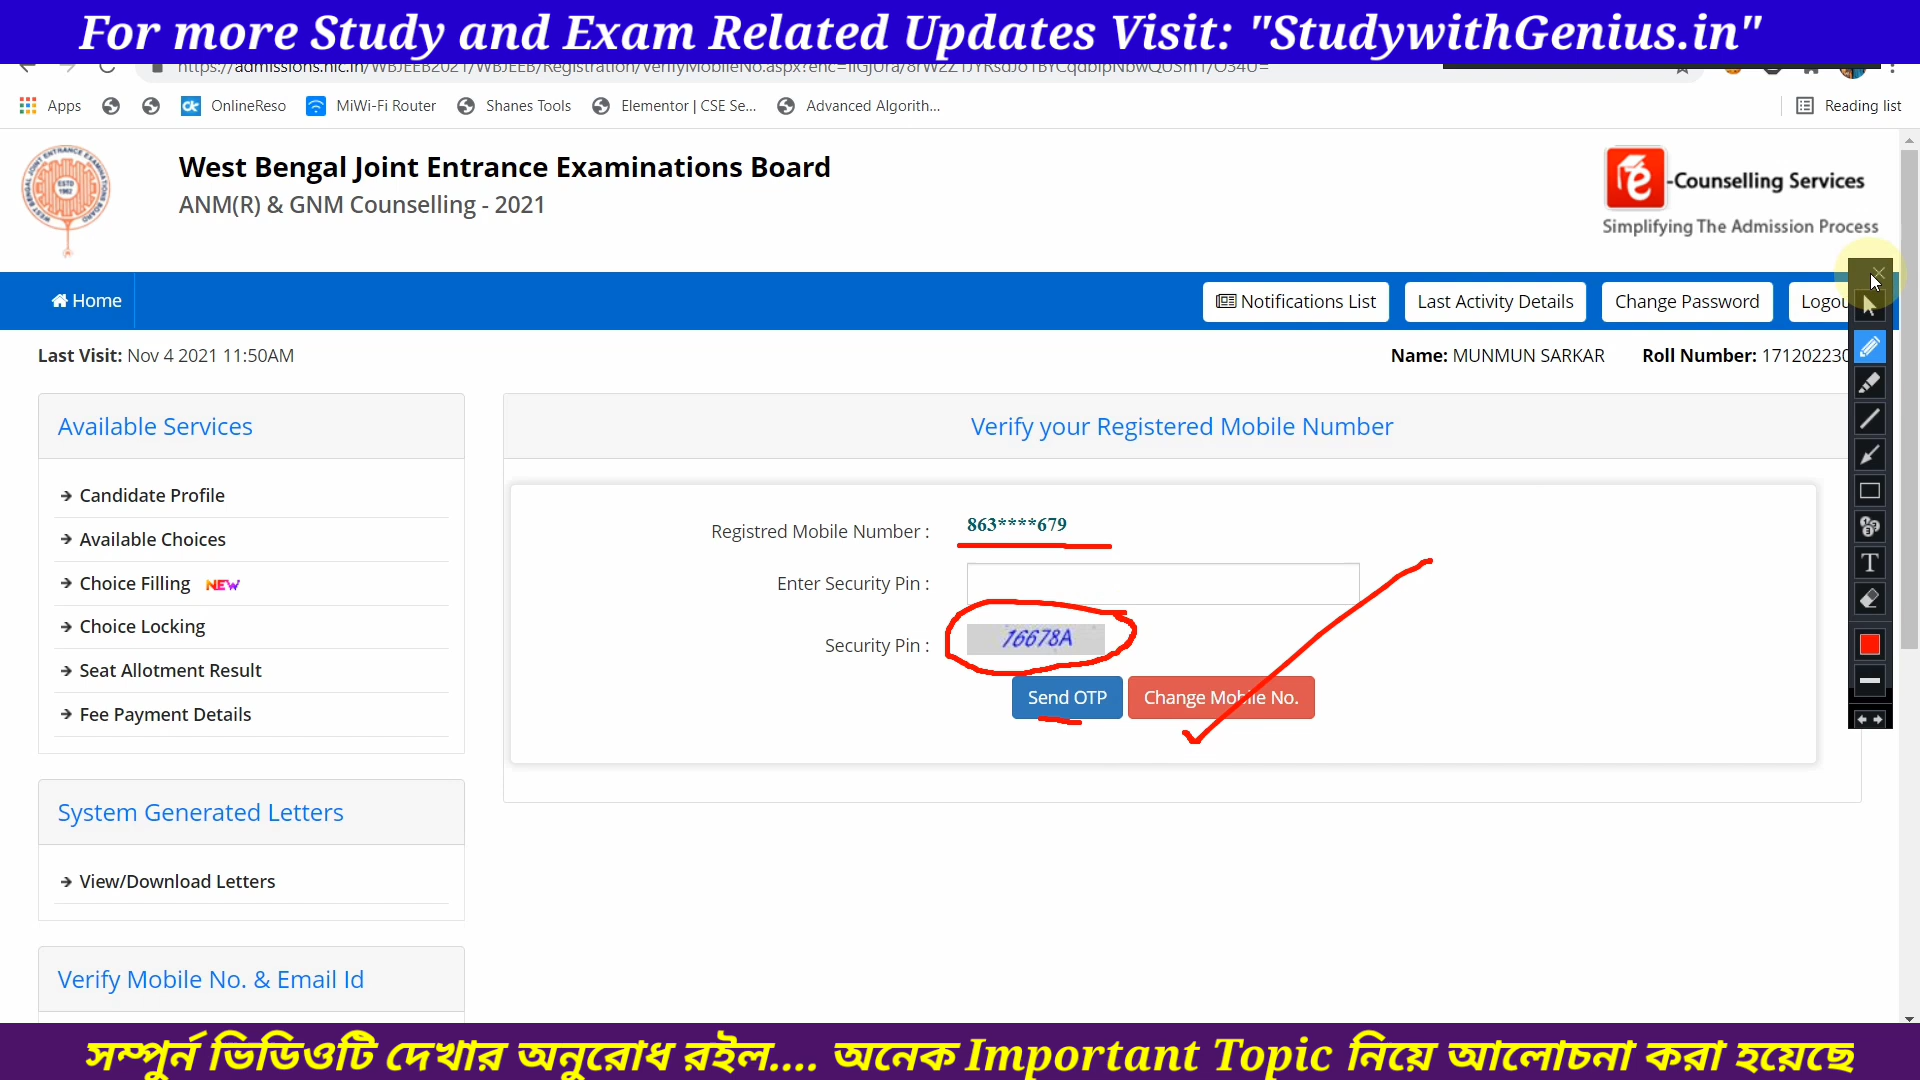 For more Study and Exam Related Updates Visit: "StudywithGenius.in"
Apps OnlineReso MiWi-Fi Router Shanes Tools Elementor | CSE Se... Advanced Algorith... Reading list
West Bengal Joint Entrance Examinations Board
ANM(R) & GNM Counselling - 2021
e-Counselling Services
Simplifying The Admission Process
Home Notifications List Last Activity Details Change Password Logou
Last Visit: Nov 4 2021 11:50AM Name: MUNMUN SARKAR Roll Number: 171202230
Available Services
Candidate Profile
Available Choices
Choice Filling NEW
Choice Locking
Seat Allotment Result
Fee Payment Details
System Generated Letters
View/Download Letters
Verify Mobile No. & Email Id
Verify your Registered Mobile Number
Registred Mobile Number : 863****679
Enter Security Pin :
Security Pin : 16678A
Send OTP Change Mobile No.
T
সম্পুর্ন ভিডিওটি দেখার অনুরোধ রইল.... অনেক Important Topic নিয়ে আলোচনা করা হয়েছে